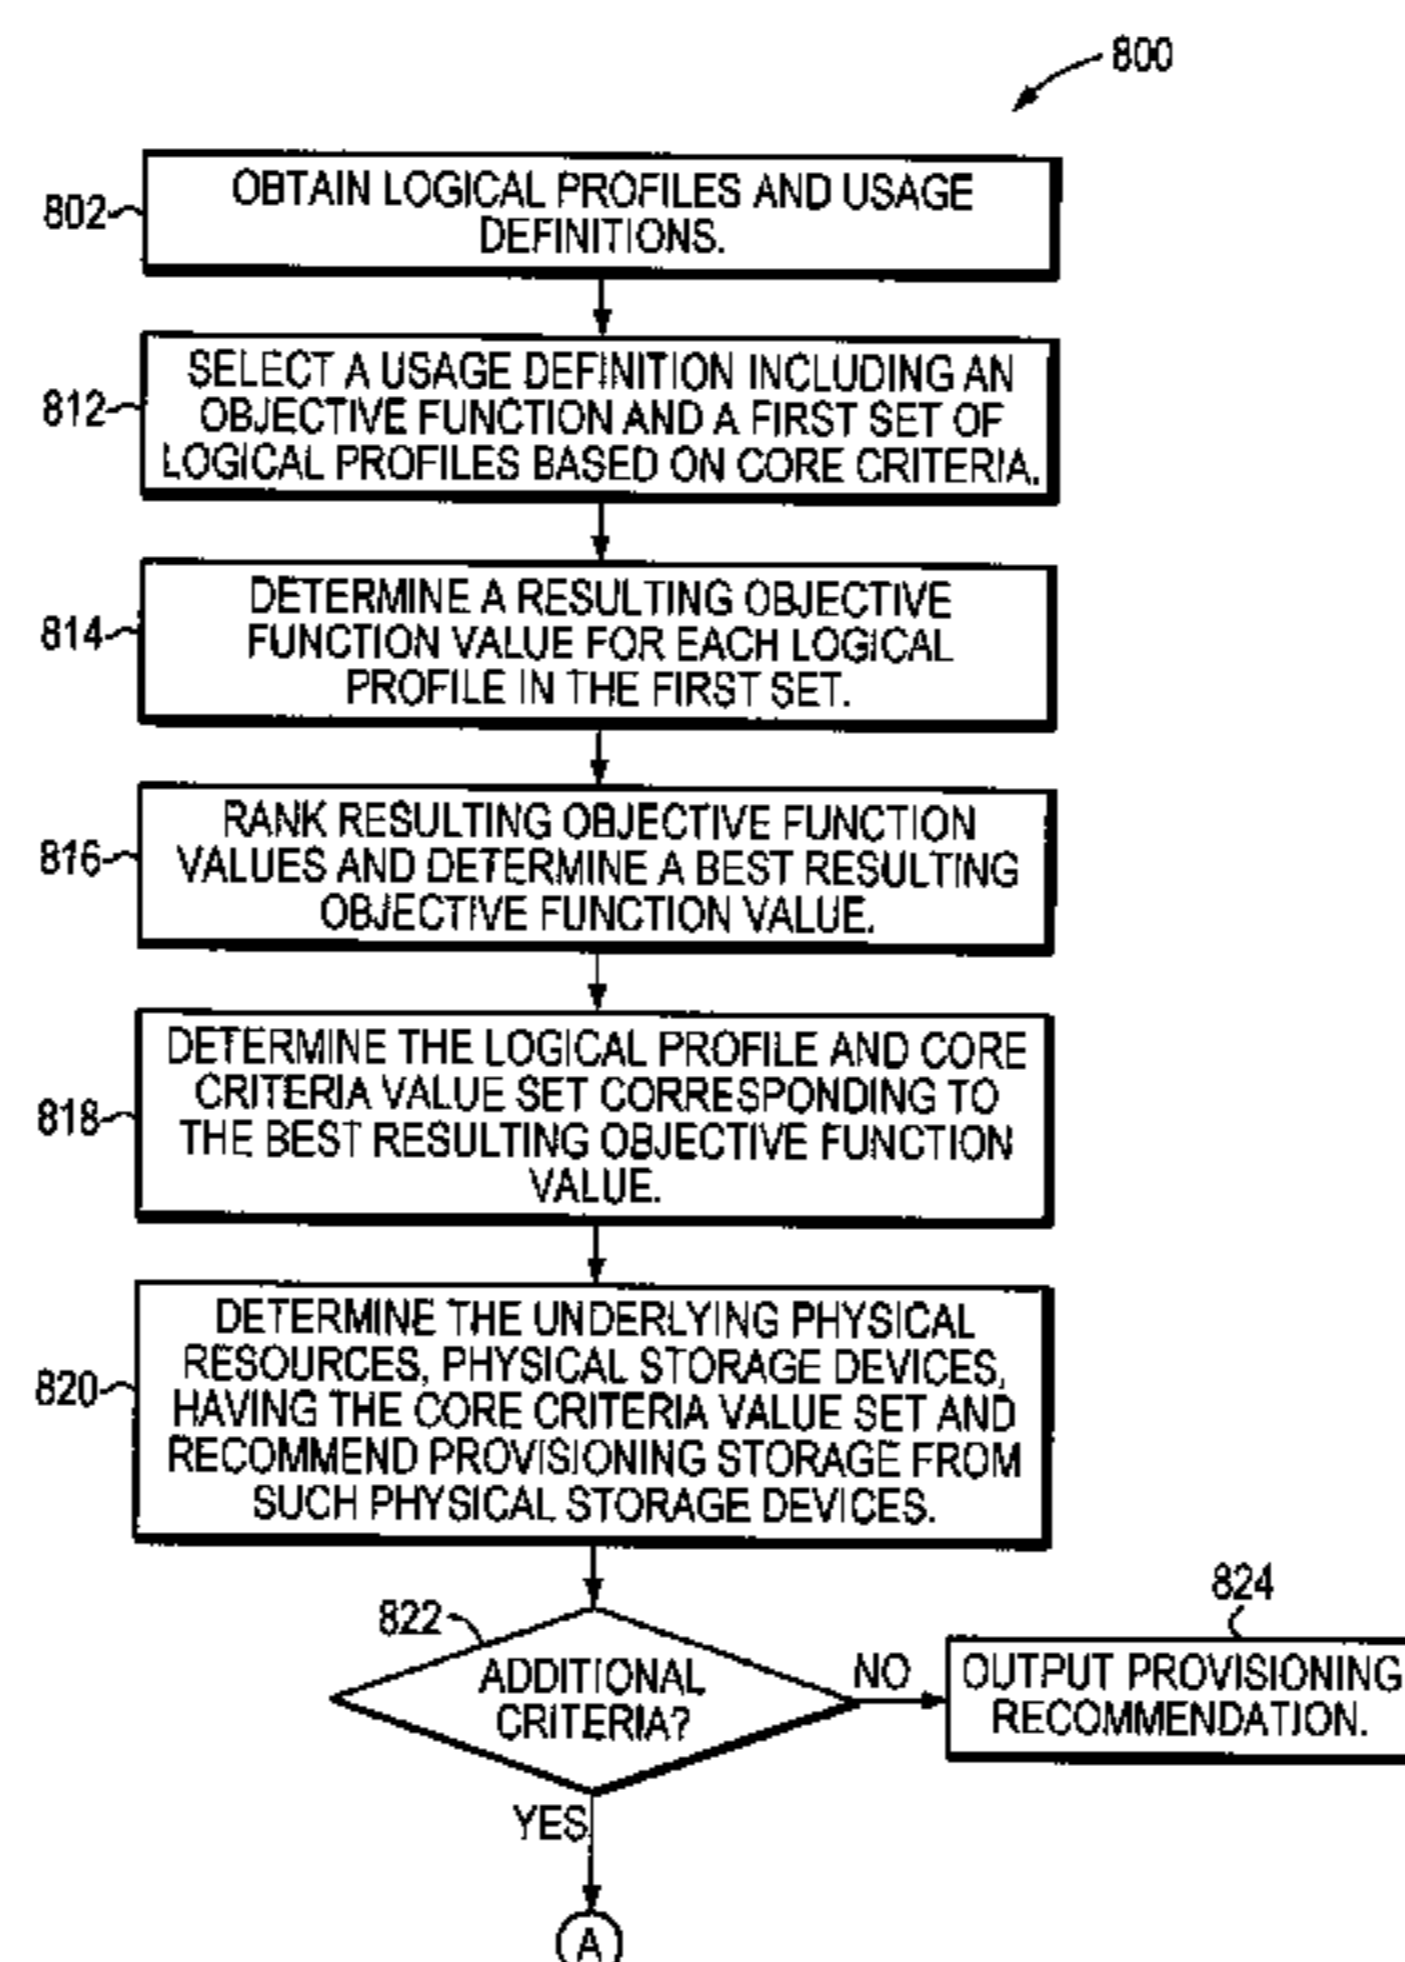 800
802
OBTAIN LOGICAL PROFILES AND USAGE
DEFINITIONS.
812
SELECT A USAGE DEFINITION INCLUDING AN
OBJECTIVE FUNCTION AND A FIRST SET OF
LOGICAL PROFILES BASED ON CORE CRITERIA.
814
DETERMINE A RESULTING OBJECTIVE
FUNCTION VALUE FOR EACH LOGICAL
PROFILE IN THE FIRST SET.
816
RANK RESULTING OBJECTIVE FUNCTION
VALUES AND DETERMINE A BEST RESULTING
OBJECTIVE FUNCTION VALUE.
818
DETERMINE THE LOGICAL PROFILE AND CORE
CRITERIA VALUE SET CORRESPONDING TO
THE BEST RESULTING OBJECTIVE FUNCTION
VALUE.
820
DETERMINE THE UNDERLYING PHYSICAL
RESOURCES, PHYSICAL STORAGE DEVICES,
HAVING THE CORE CRITERIA VALUE SET AND
RECOMMEND PROVISIONING STORAGE FROM
SUCH PHYSICAL STORAGE DEVICES.
822
ADDITIONAL
CRITERIA?
NO
824
OUTPUT PROVISIONING
RECOMMENDATION.
YES
A